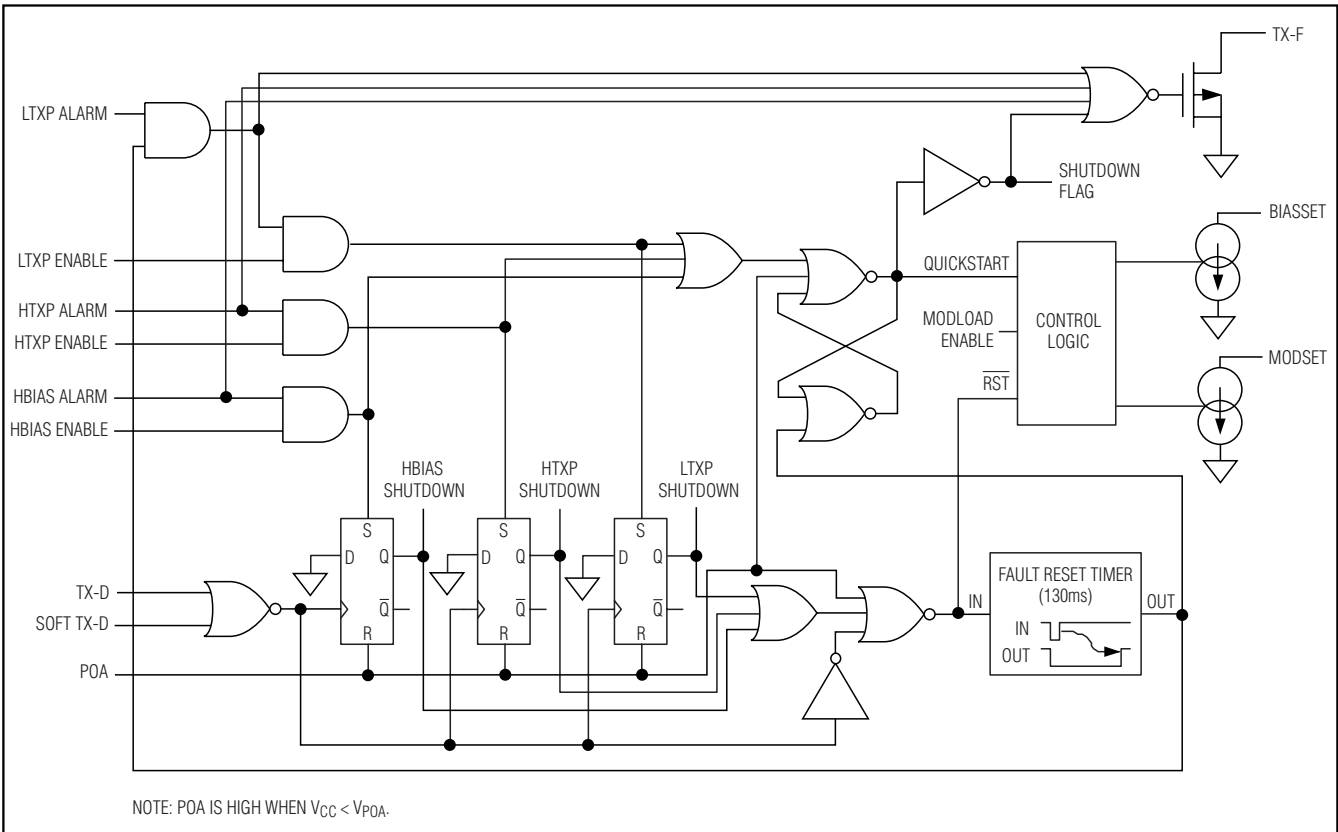 TX-F
LTXP ALARM
SHUTDOWN
FLAG
BIASSET
LTXP ENABLE
QUICKSTART
HTXP ALARM
HTXP ENABLE
MODLOAD
ENABLE
CONTROL
LOGIC
MODSET
RST
HBIAS ALARM
HBIAS ENABLE
HBIAS
SHUTDOWN
HTXP
SHUTDOWN
LTXP
SHUTDOWN
S
D
Q
Q
R
S
D
Q
Q
R
S
D
Q
Q
R
TX-D
SOFT TX-D
POA
IN
FAULT RESET TIMER
(130ms)
IN
OUT
OUT
NOTE: POA IS HIGH WHEN VCC < VPOA.